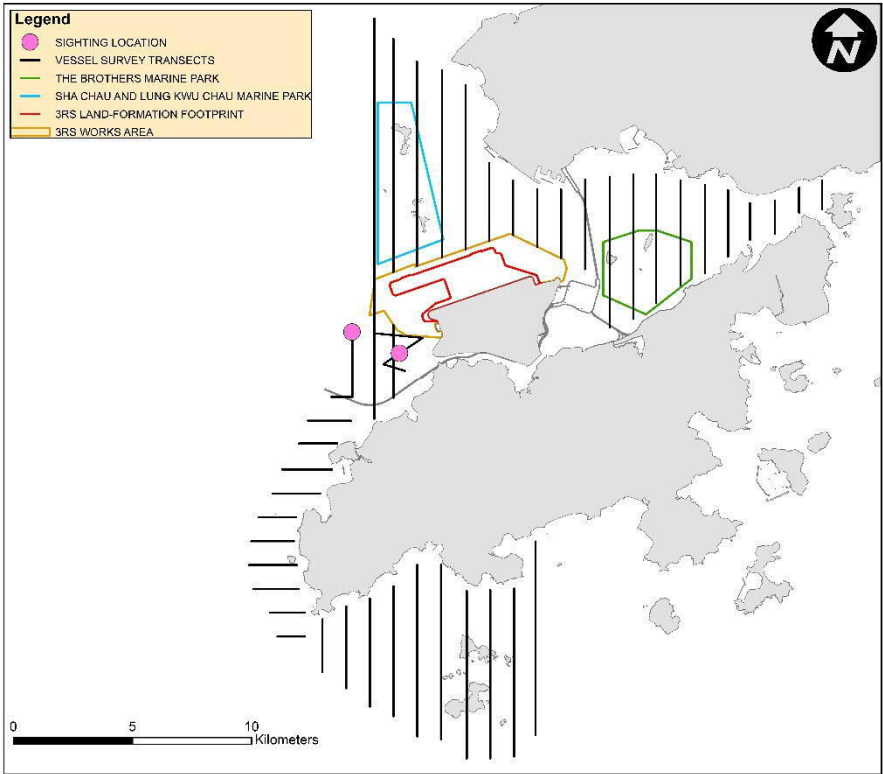 Legend
SIGHTING LOCATION
VESSEL SURVEY TRANSECTS
THE BROTHERS MARINE PARK
SHA CHAU AND LUNG KWU CHAU MARINE PARK
3RS LAND-FORMATION FOOTPRINT
3RS WORKS AREA
N
0 5 10
Kilometers